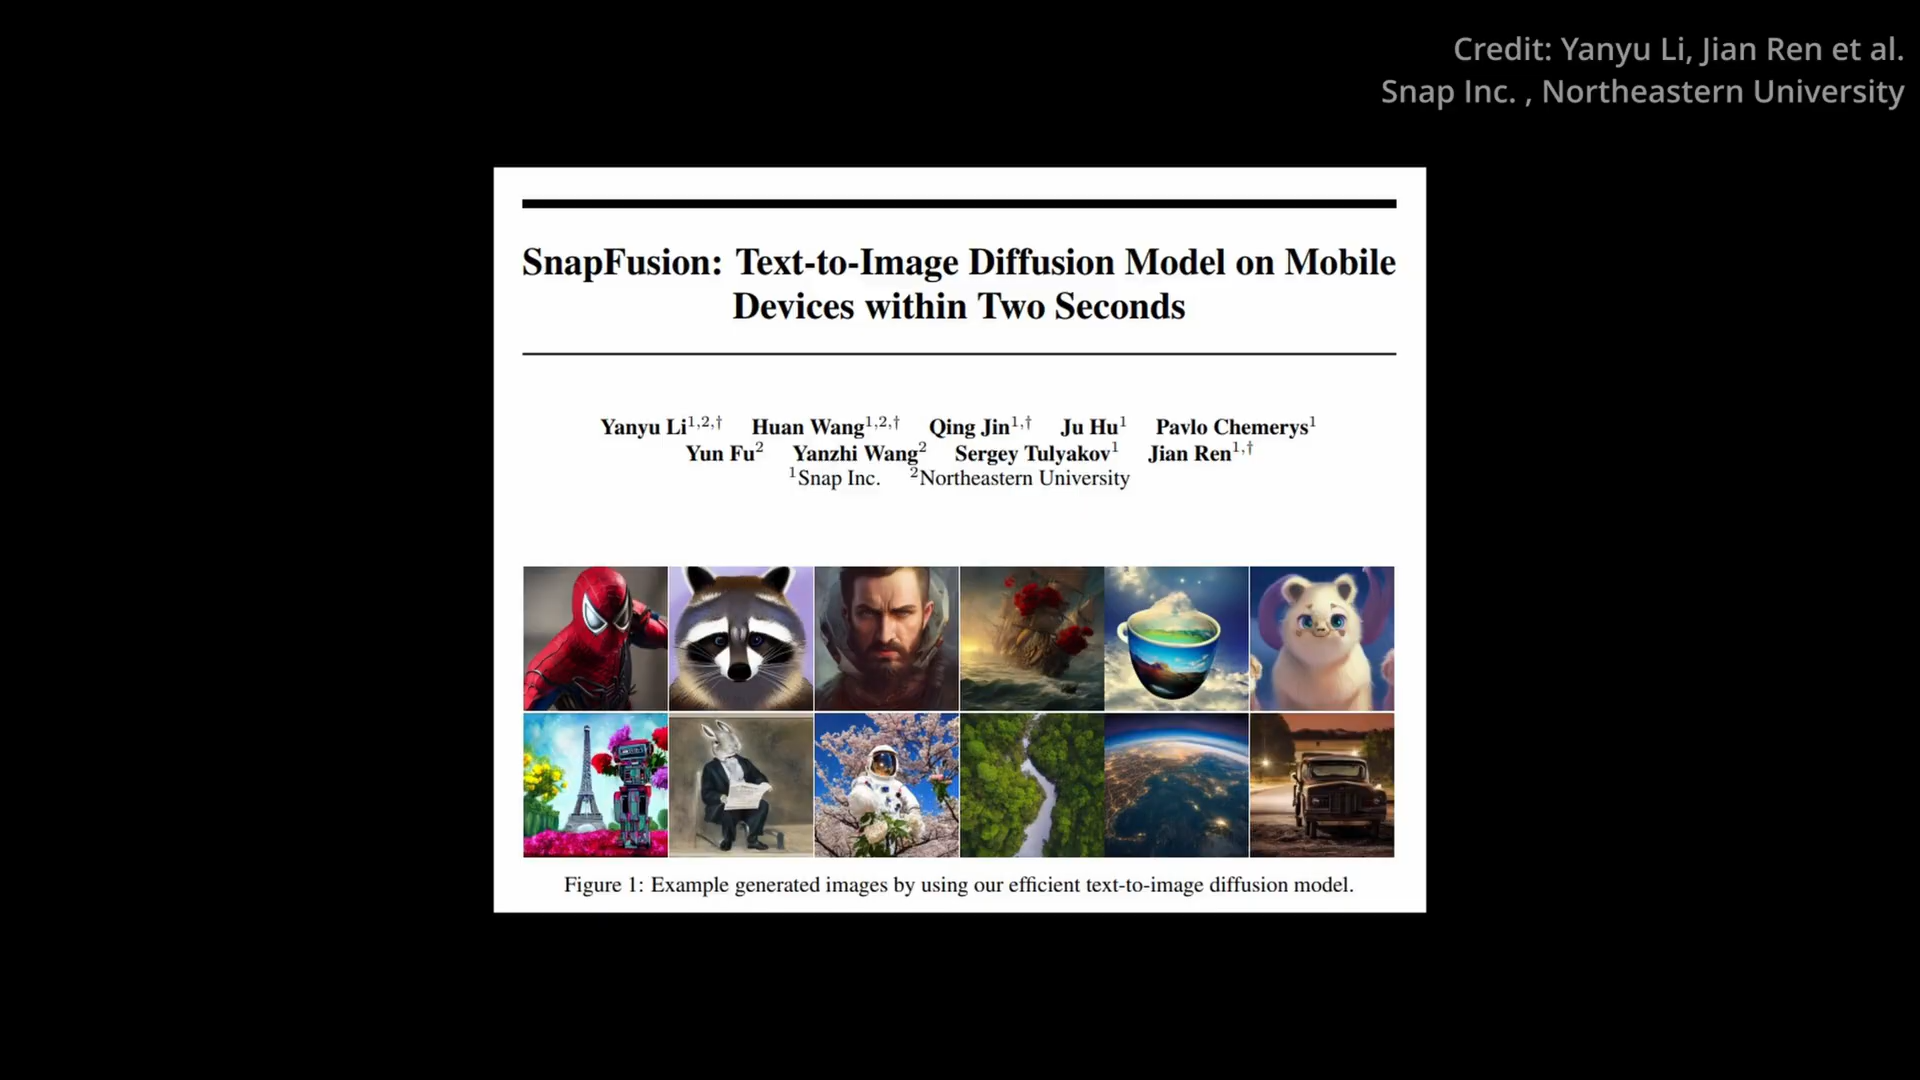 Credit: Yanyu Li, Jian Ren et al.
Snap Inc. , Northeastern University
SnapFusion: Text-to-Image Diffusion Model on Mobile
Devices within Two Seconds
Yanyu Li¹,²,† Huan Wang¹,²,† Qing Jin¹,† Ju Hu¹ Pavlo Chemerys¹
Yun Fu² Yanzhi Wang² Sergey Tulyakov¹ Jian Ren¹,†
¹Snap Inc. ²Northeastern University
Figure 1: Example generated images by using our efficient text-to-image diffusion model.